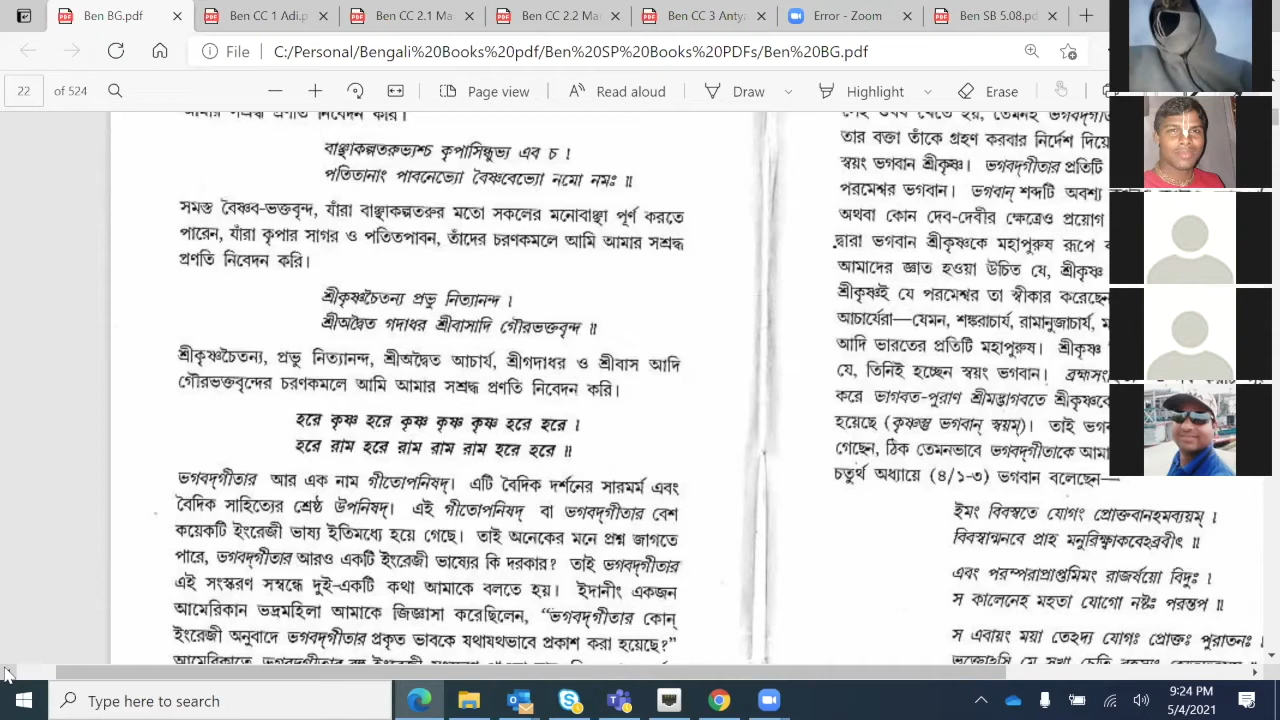 Ben BG.pdf
Ben CC 1 Adi.p
Ben CC 2.1 Ma
Ben CC 2.2 Ma
Ben CC 3 Antya
Error - Zoom
Ben SB 5.08.pd
File
C:/Personal/Bengali%20Books%20pdf/Ben%20SP%20Books%20PDFs/Ben%20BG.pdf
22 of 524
Page view
Read aloud
Draw
Highlight
Erase
আমার সশ্রদ্ধ প্রণতি নিবেদন করি।
বাঞ্ছাকল্পতরুভ্যশ্চ কৃপাসিন্ধুভ্য এব চ ।
পতিতানাং পাবনেভ্যো বৈষ্ণবেভ্যো নমো নমঃ ॥
সমস্ত বৈষ্ণব-ভক্তবৃন্দ, যাঁরা বাঞ্ছাকল্পতরুর মতো সকলের মনোবাঞ্ছা পূর্ণ করতে
পারেন, যাঁরা কৃপার সাগর ও পতিতপাবন, তাঁদের চরণকমলে আমি আমার সশ্রদ্ধ
প্রণতি নিবেদন করি।
শ্রীকৃষ্ণচৈতন্য প্রভু নিত্যানন্দ ।
শ্রীঅদ্বৈত গদাধর শ্রীবাসাদি গৌরভক্তবৃন্দ ॥
শ্রীকৃষ্ণচৈতন্য, প্রভু নিত্যানন্দ, শ্রীঅদ্বৈত আচার্য, শ্রীগদাধর ও শ্রীবাস আদি
গৌরভক্তবৃন্দের চরণকমলে আমি আমার সশ্রদ্ধ প্রণতি নিবেদন করি।
হরে কৃষ্ণ হরে কৃষ্ণ কৃষ্ণ কৃষ্ণ হরে হরে ।
হরে রাম হরে রাম রাম রাম হরে হরে ॥
ভগবদ্‌গীতার আর এক নাম গীতোপনিষদ্‌। এটি বৈদিক দর্শনের সারমর্ম এবং
বৈদিক সাহিত্যের শ্রেষ্ঠ উপনিষদ্‌। এই গীতোপনিষদ্‌ বা ভগবদ্‌গীতার বেশ
কয়েকটি ইংরেজী ভাষ্য ইতিমধ্যে হয়ে গেছে। তাই অনেকের মনে প্রশ্ন জাগতে
পারে, ভগবদ্‌গীতার আরও একটি ইংরেজী ভাষ্যের কি দরকার? তাই ভগবদ্‌গীতার
এই সংস্করণ সম্বন্ধে দুই-একটি কথা আমাকে বলতে হয়। ইদানীং একজন
আমেরিকান ভদ্রমহিলা আমাকে জিজ্ঞাসা করেছিলেন, “ভগবদ্‌গীতার কোন্‌
ইংরেজী অনুবাদে ভগবদ্‌গীতার প্রকৃত ভাবকে যথাযথভাবে প্রকাশ করা হয়েছে?”
তার বক্তা তাঁকে গ্রহণ করবার নির্দেশ দিয়ে
স্বয়ং ভগবান শ্রীকৃষ্ণ। ভগবদ্‌গীতার প্রতিটি
পরমেশ্বর ভগবান। ভগবান্‌ শব্দটি অবশ্য
অথবা কোন দেব-দেবীর ক্ষেত্রেও প্রয়োগ
দ্বারা ভগবান শ্রীকৃষ্ণকে মহাপুরুষ রূপে
আমাদের জ্ঞাত হওয়া উচিত যে, শ্রীকৃষ্ণ
শ্রীকৃষ্ণই যে পরমেশ্বর তা স্বীকার করেছেন
আচার্যেরা—যেমন, শঙ্করাচার্য, রামানুজাচার্য,
আদি ভারতের প্রতিটি মহাপুরুষ। শ্রীকৃষ্ণ
যে, তিনিই হচ্ছেন স্বয়ং ভগবান।
করে ভাগবত-পুরাণ শ্রীমদ্ভাগবতে
হয়েছে (কৃষ্ণস্তু ভগবান্‌ স্বয়ম্‌)। তাই
গেছেন, ঠিক তেমনভাবে ভগবদ্‌গীতাকে
চতুর্থ অধ্যায়ে (৪/১-৩) ভগবান বলেছেন—
ইমং বিবস্বতে যোগং প্রোক্তবানহমব্যয়ম্‌ ।
বিবস্বান্মনবে প্রাহ মনুরিক্ষ্বাকবেহব্রবীৎ ॥
এবং পরম্পরাপ্রাপ্তমিমং রাজর্ষয়ো বিদুঃ ।
স কালেনেহ মহতা যোগো নষ্টঃ পরন্তপ ॥
স এবায়ং ময়া তেহদ্য যোগঃ প্রোক্তঃ পুরাতনঃ ।
Type here to search
9:24 PM
5/4/2021